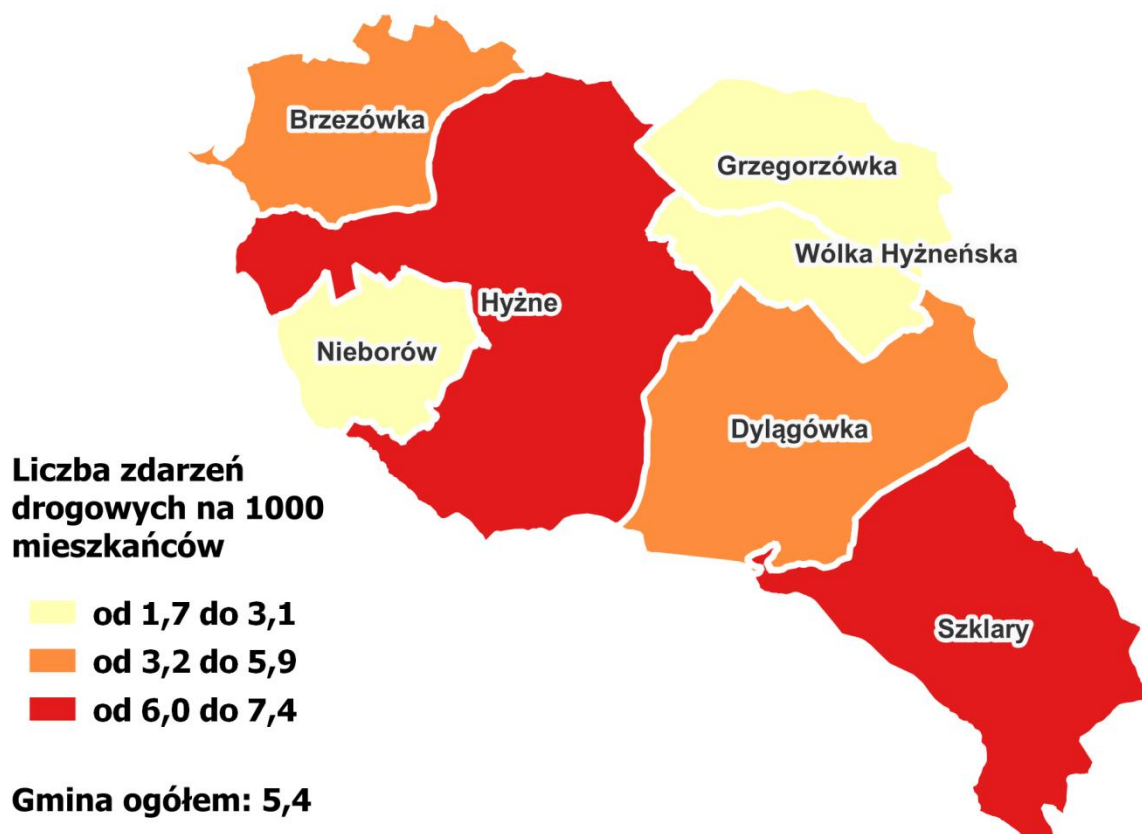 Brzezówka
Grzegorzówka
Wólka Hyżneńska
Hyżne
Nieborów
Dylągówka
Szklary
Liczba zdarzeń
drogowych na 1000
mieszkańców
od 1,7 do 3,1
od 3,2 do 5,9
od 6,0 do 7,4
Gmina ogółem: 5,4